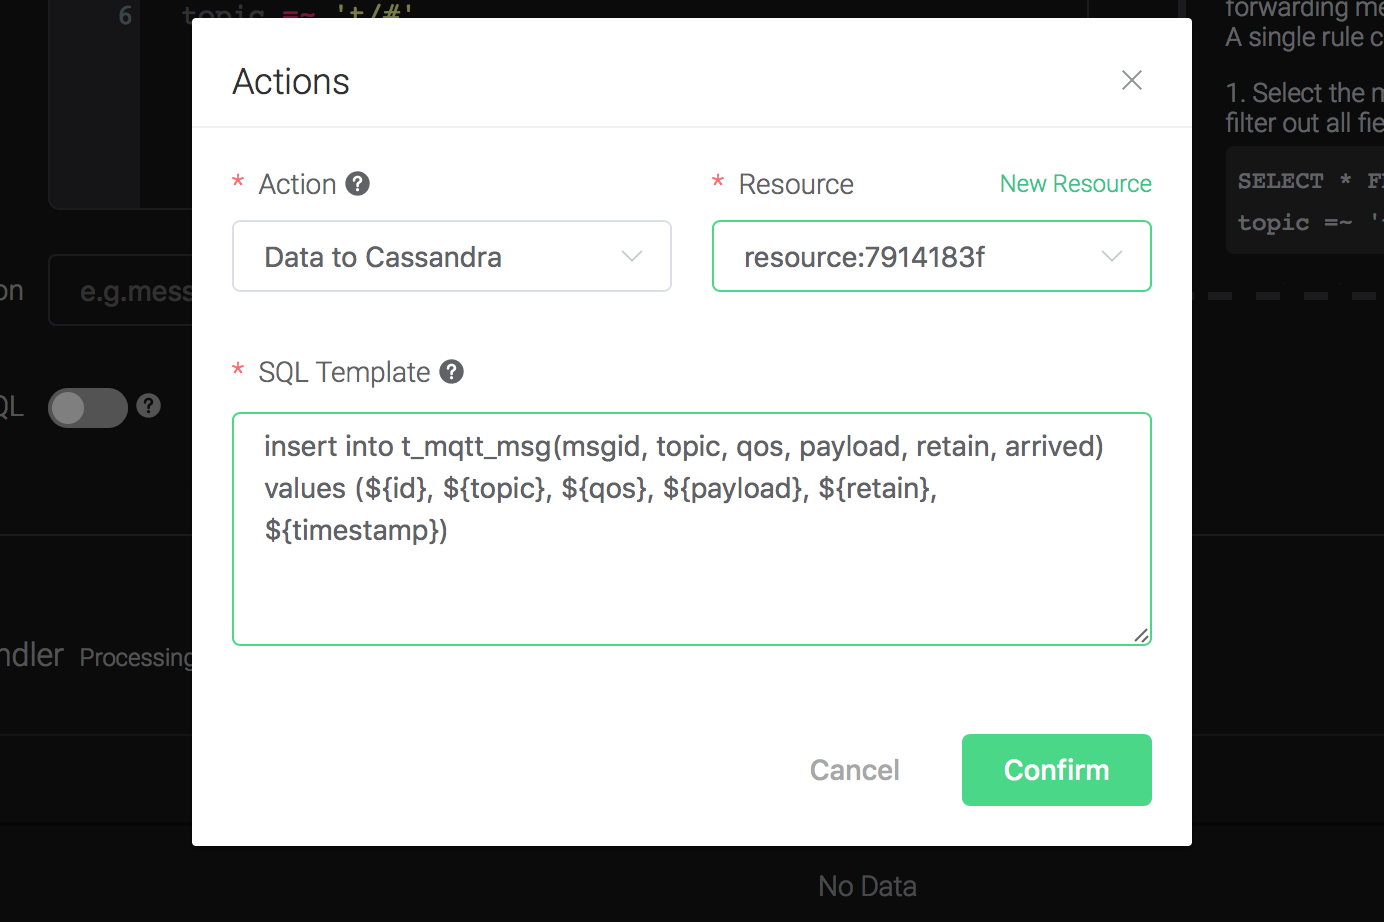 6 topic =~ 't/#'
forwarding
A single rule
1. Select the
filter out all
SELECT * F
topic =~ '
Actions
* Action ?
* Resource
New Resource
Data to Cassandra
resource:7914183f
on
e.g.mess
* SQL Template ?
QL
?
insert into t_mqtt_msg(msgid, topic, qos, payload, retain, arrived)
values (${id}, ${topic}, ${qos}, ${payload}, ${retain},
${timestamp})
ndler Processing
Cancel
Confirm
No Data